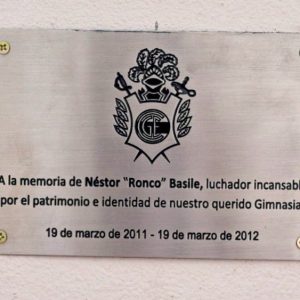 A la memoria de Néstor "Ronco" Basile, luchador incansabl
por el patrimonio e identidad de nuestro querido Gimnasia
19 de marzo de 2011 - 19 de marzo de 2012